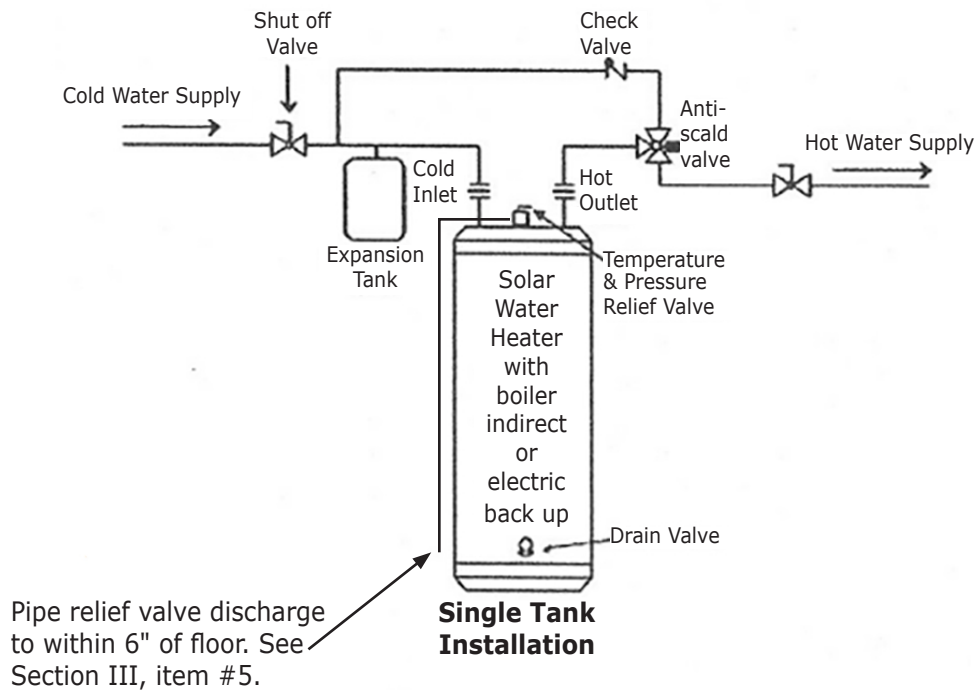 Shut off
Valve
Check
Valve
Cold Water Supply
Anti-
scald
valve
Hot Water Supply
Cold
Inlet
Hot
Outlet
Expansion
Tank
Temperature
& Pressure
Relief Valve
Solar
Water
Heater
with
boiler
indirect
or
electric
back up
Drain Valve
Pipe relief valve discharge
to within 6" of floor. See
Section III, item #5.
Single Tank
Installation